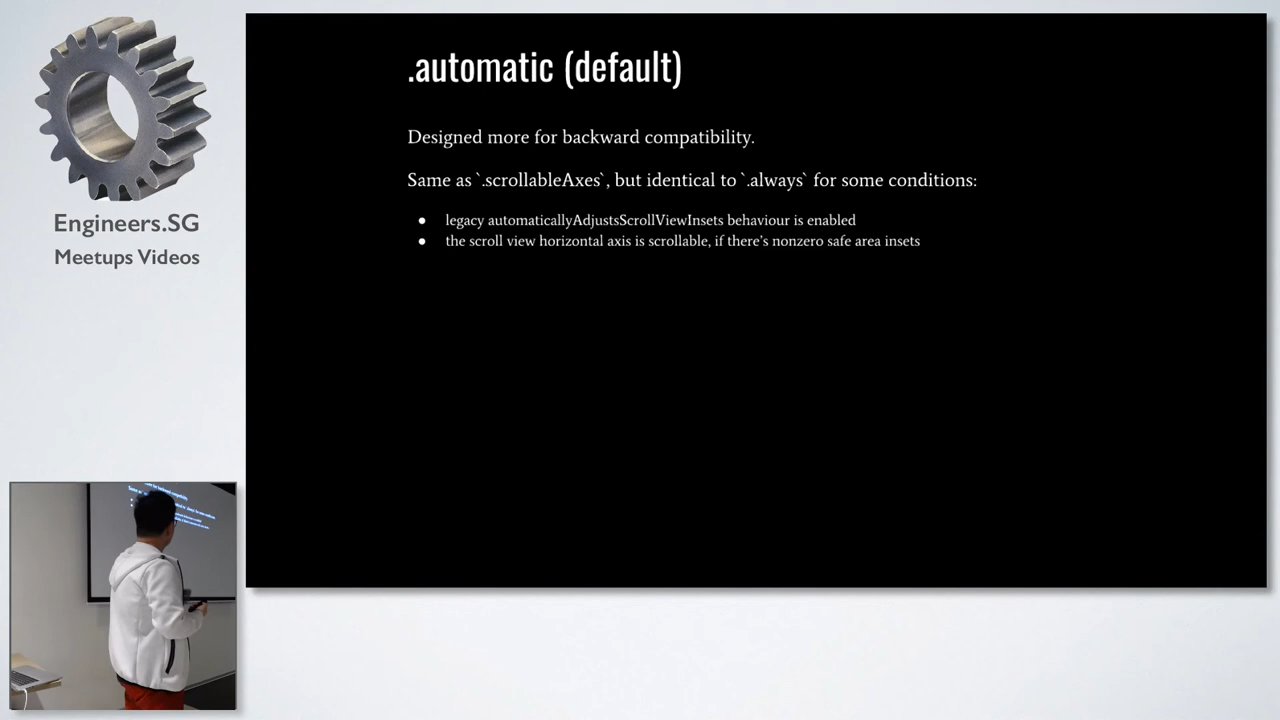 .automatic (default)
Designed more for backward compatibility.
Same as `.scrollableAxes`, but identical to `.always` for some conditions:
● legacy automaticallyAdjustsScrollViewInsets behaviour is enabled
● the scroll view horizontal axis is scrollable, if there's nonzero safe area insets
Engineers.SG
Meetups Videos